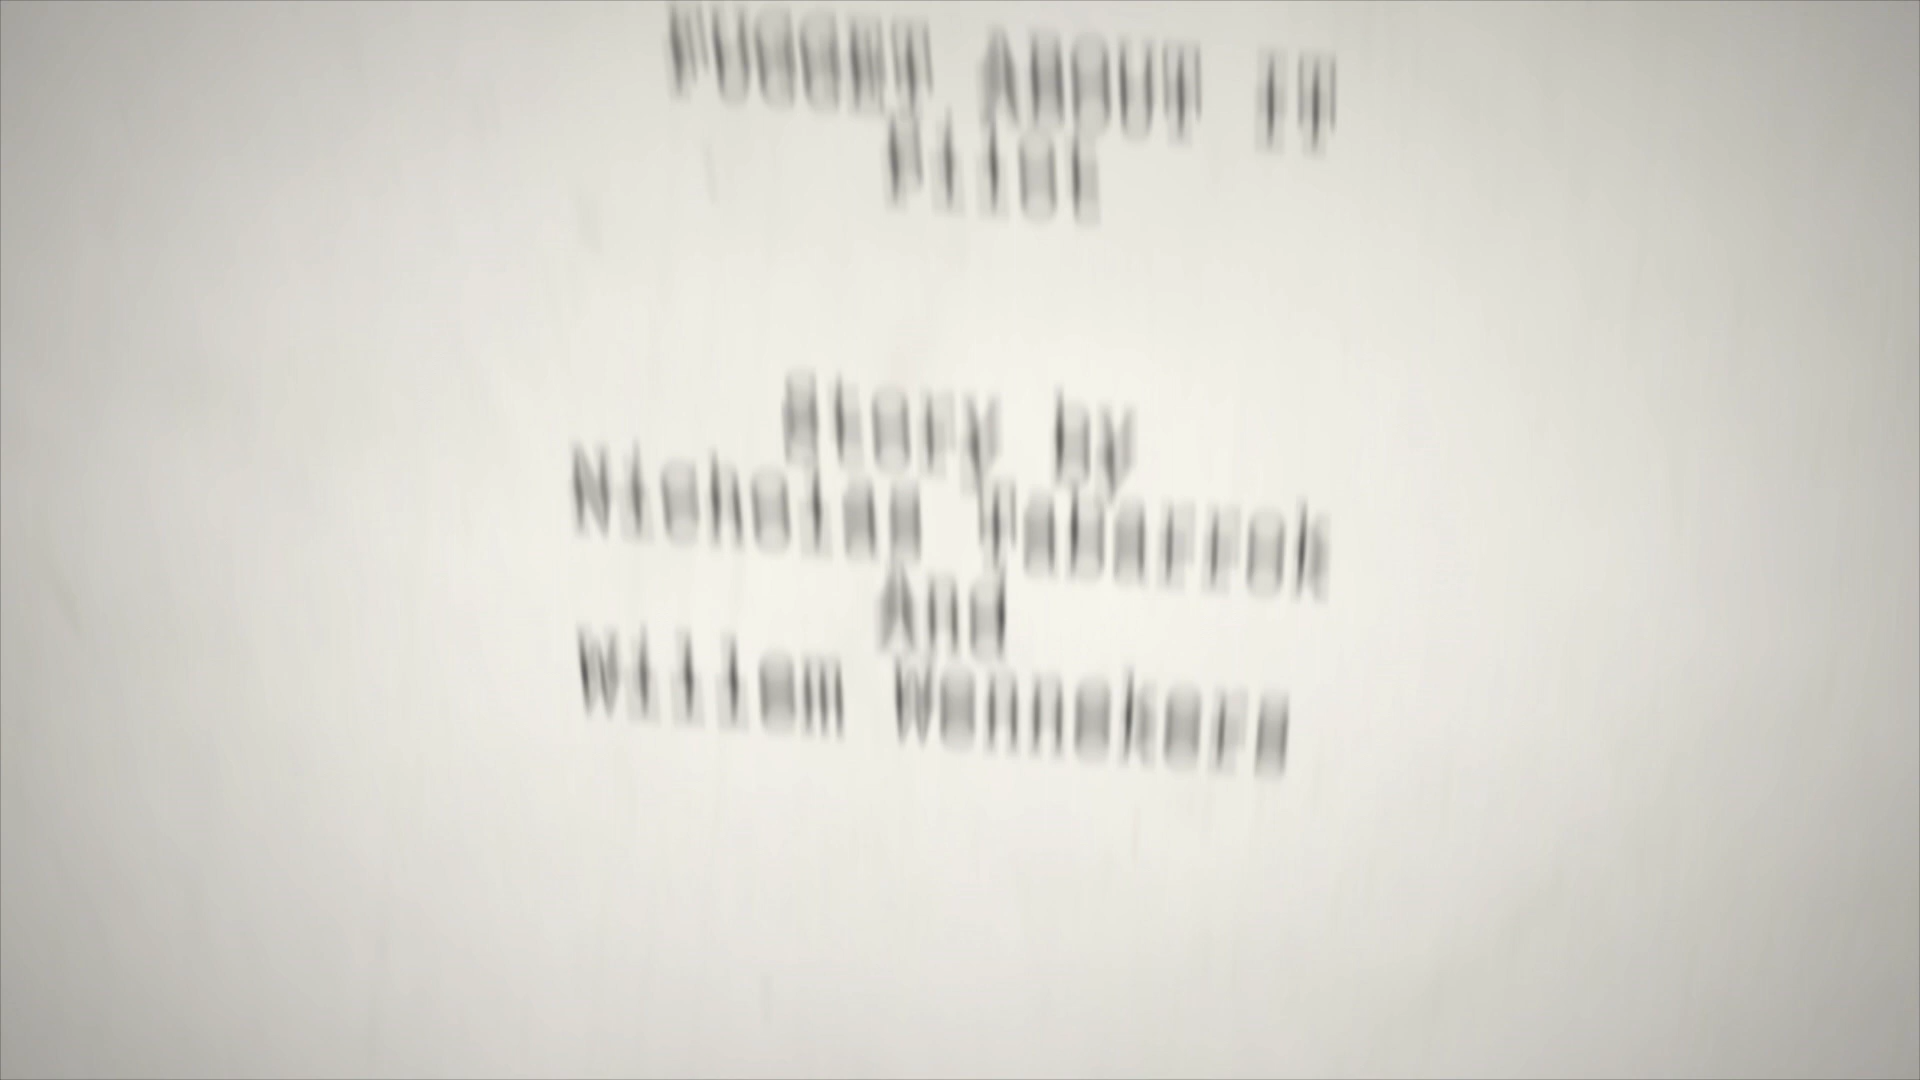 FUGGET ABOUT IT
Pilot
Story by
Nicholas Tabarrok
And
Willem Wennekers